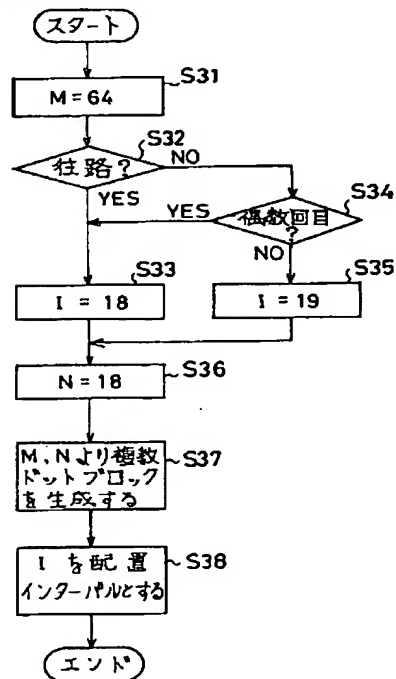 スタート
S31
M=64
S32
往路?
NO
YES
S34
YES
偶数回目
?
NO
S33
I = 18
S35
I = 19
N=18
S36
M、Nより複数
ドットブロック
を生成する
S37
Iを配置
インターバルとする
S38
エンド